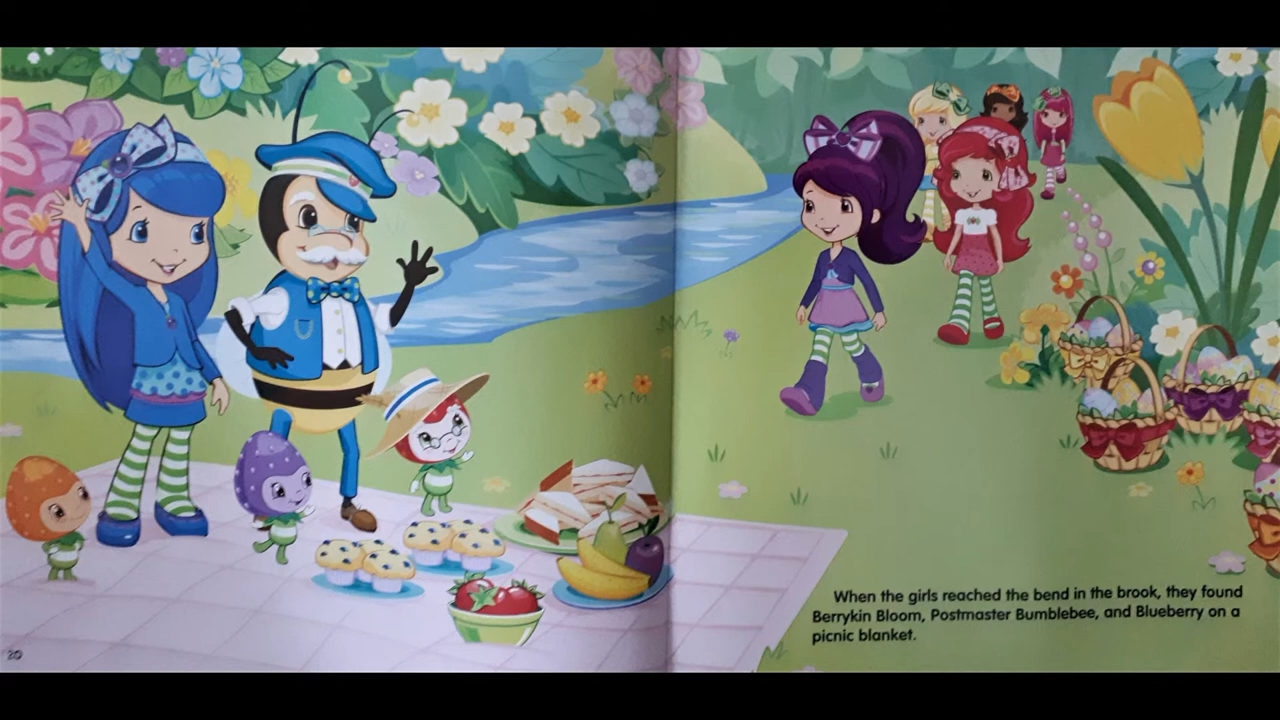 When the girls reached the bend in the brook, they found
Berrykin Bloom, Postmaster Bumblebee, and Blueberry on a
picnic blanket.
20